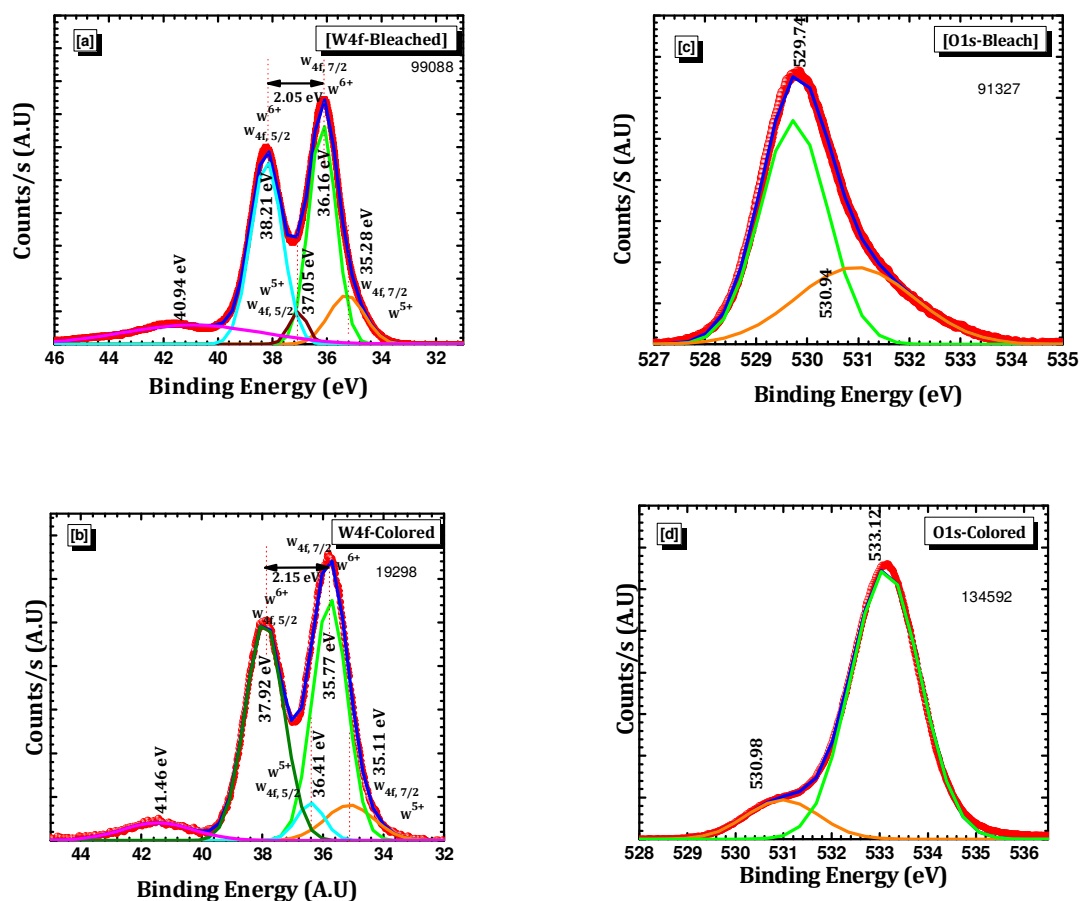 [a]
[W4f-Bleached]
99088
W4f, 7/2
W6+
2.05 eV
W6+
W4f, 5/2
38.21 eV
36.16 eV
35.28 eV
37.05 eV
40.94 eV
W5+
W4f, 5/2
W4f, 7/2
W5+
Counts/s (A.U)
46 44 42 40 38 36 34 32
Binding Energy (eV)
[c]
[O1s-Bleach]
529.74
91327
530.94
Counts/S (A.U)
527 528 529 530 531 532 533 534 535
Binding Energy (eV)
[b]
W4f-Colored
19298
W4f, 7/2
W6+
2.15 eV
W6+
W4f, 5/2
37.92 eV
35.77 eV
35.11 eV
36.41 eV
41.46 eV
W5+
W4f, 5/2
W4f, 7/2
W5+
Counts/s (A.U)
44 42 40 38 36 34 32
Binding Energy (A.U)
[d]
O1s-Colored
533.12
134592
530.98
Counts/s (A.U)
528 529 530 531 532 533 534 535 536
Binding Energy (eV)